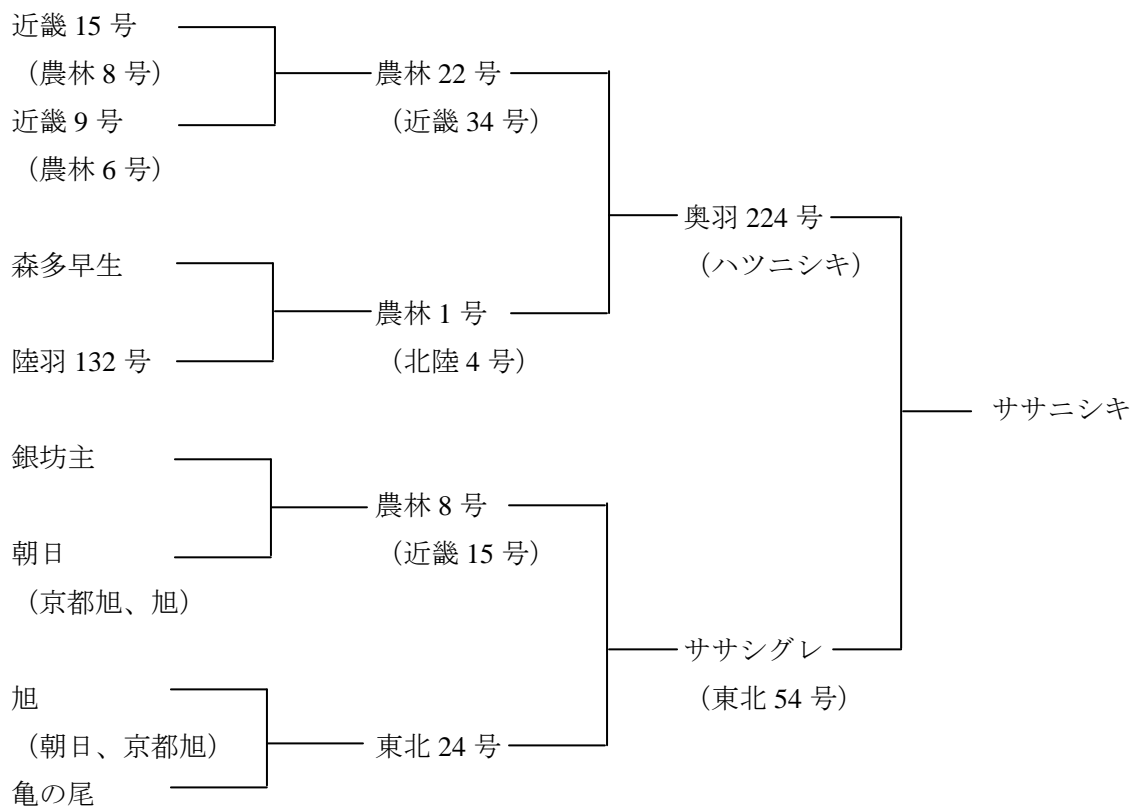 近畿 15 号
（農林 8 号）
近畿 9 号
（農林 6 号）
農林 22 号
（近畿 34 号）
森多早生
陸羽 132 号
農林 1 号
（北陸 4 号）
奥羽 224 号
（ハツニシキ）
銀坊主
朝日
（京都旭、旭）
農林 8 号
（近畿 15 号）
旭
（朝日、京都旭）
亀の尾
東北 24 号
ササシグレ
（東北 54 号）
ササニシキ